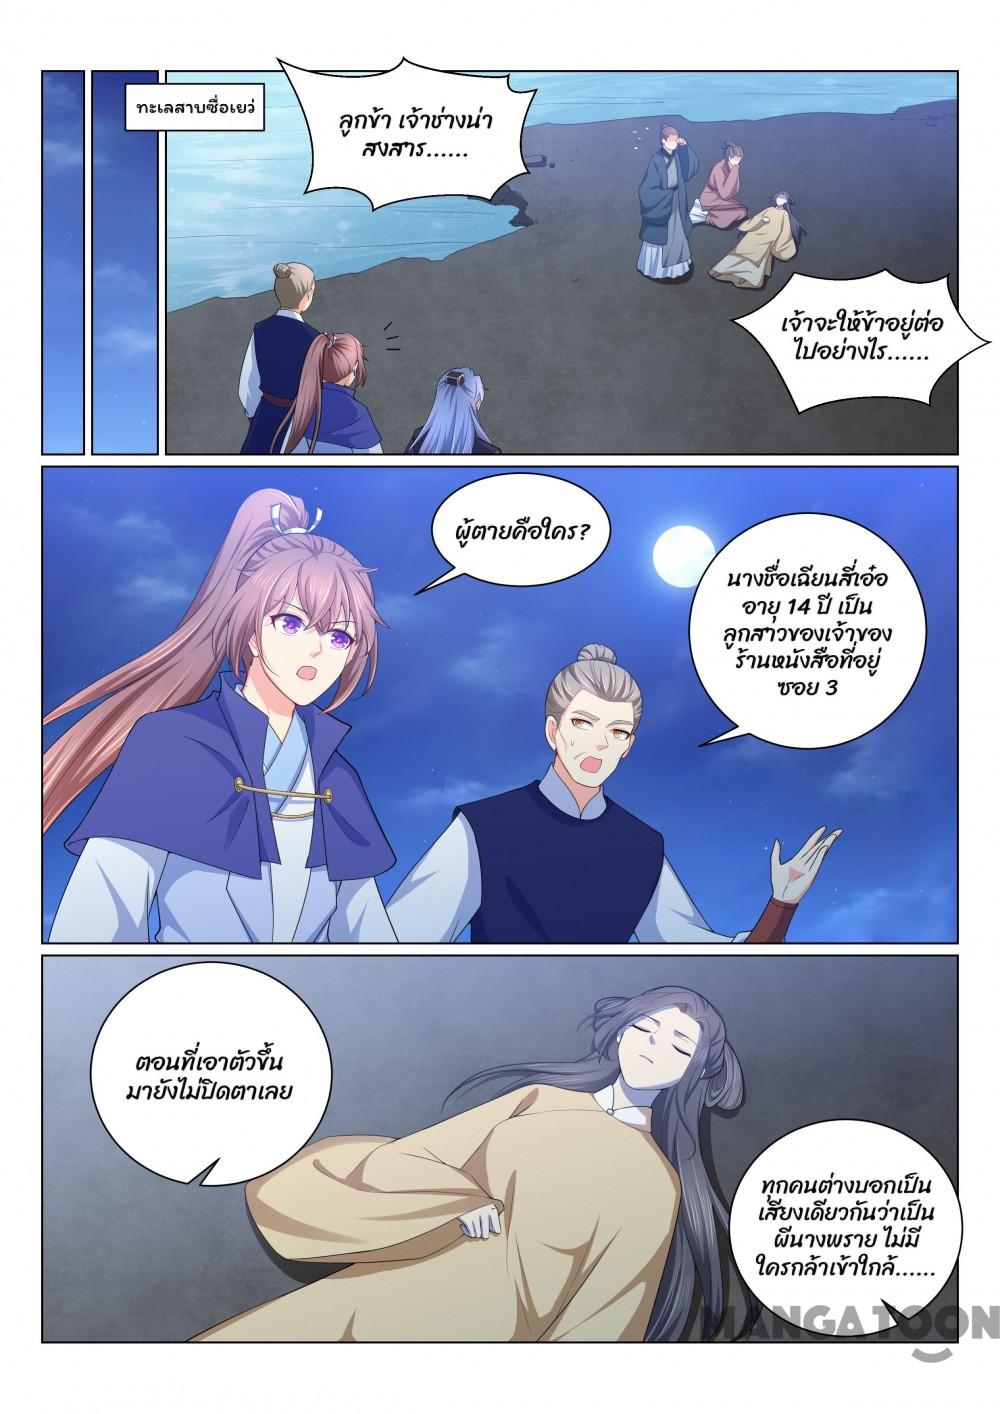 ทะเลสาบซื่อเยว่
ลูกข้า เจ้าช่างน่า
สงสาร......
เจ้าจะให้ข้าอยู่ต่อ
ไปอย่างไร......
ผู้ตายคือใคร?
นางชื่อเฉียนสี่เอ๋อ
อายุ 14 ปี เป็น
ลูกสาวของเจ้าของ
ร้านหนังสือที่อยู่
ซอย 3
ตอนที่เอาตัวขึ้น
มายังไม่ปิดตาเลย
ทุกคนต่างบอกเป็น
เสียงเดียวกันว่าเป็น
ผีนางพราย ไม่มี
ใครกล้าเข้าใกล้......
MANGATOON